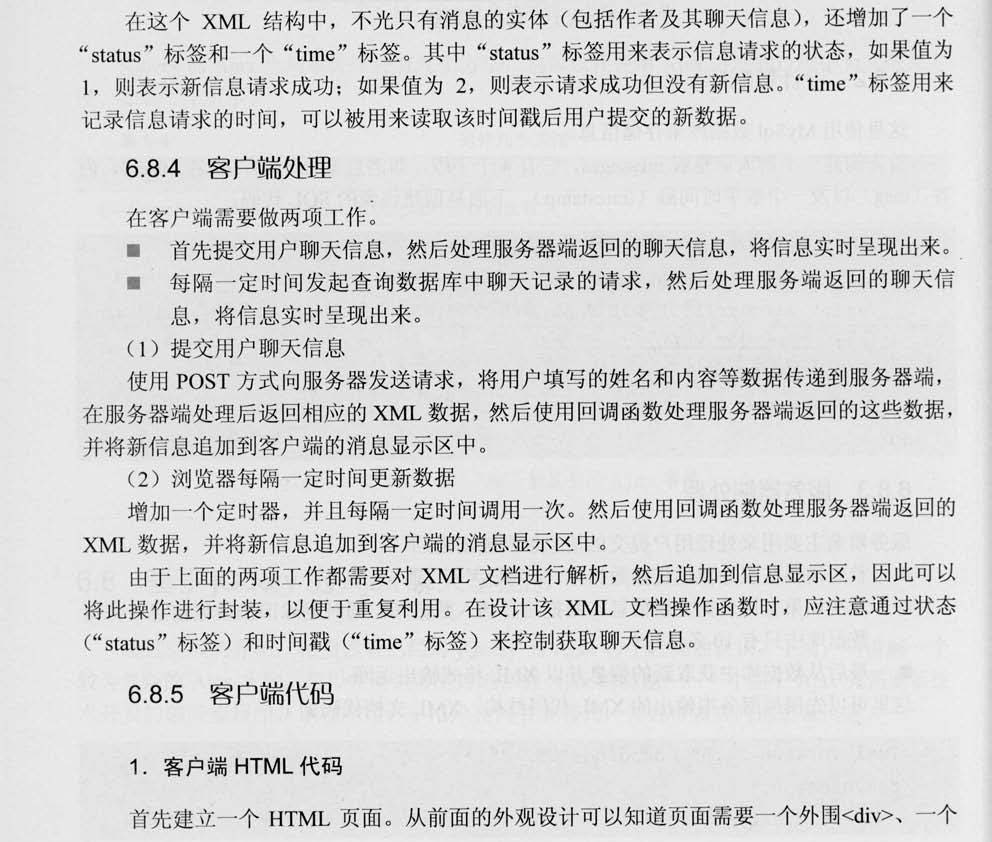 在这个 XML 结构中，不光只有消息的实体（包括作者及其聊天信息），还增加了一个
“status”标签和一个“time”标签。其中“status”标签用来表示信息请求的状态，如果值为
1，则表示新信息请求成功；如果值为 2，则表示请求成功但没有新信息。“time”标签用来
记录信息请求的时间，可以被用来读取该时间戳后用户提交的新数据。
6.8.4 客户端处理
在客户端需要做两项工作。
■ 首先提交用户聊天信息，然后处理服务器端返回的聊天信息，将信息实时呈现出来。
■ 每隔一定时间发起查询数据库中聊天记录的请求，然后处理服务端返回的聊天信
息，将信息实时呈现出来。
（1）提交用户聊天信息
使用 POST 方式向服务器发送请求，将用户填写的姓名和内容等数据传递到服务器端，
在服务器端处理后返回相应的 XML 数据，然后使用回调函数处理服务器端返回的这些数据，
并将新信息追加到客户端的消息显示区中。
（2）浏览器每隔一定时间更新数据
增加一个定时器，并且每隔一定时间调用一次。然后使用回调函数处理服务器端返回的
XML 数据，并将新信息追加到客户端的消息显示区中。
由于上面的两项工作都需要对 XML 文档进行解析，然后追加到信息显示区，因此可以
将此操作进行封装，以便于重复利用。在设计该 XML 文档操作函数时，应注意通过状态
（“status”标签）和时间戳（“time”标签）来控制获取聊天信息。
6.8.5 客户端代码
1．客户端 HTML 代码
首先建立一个 HTML 页面。从前面的外观设计可以知道页面需要一个外围<div>、一个